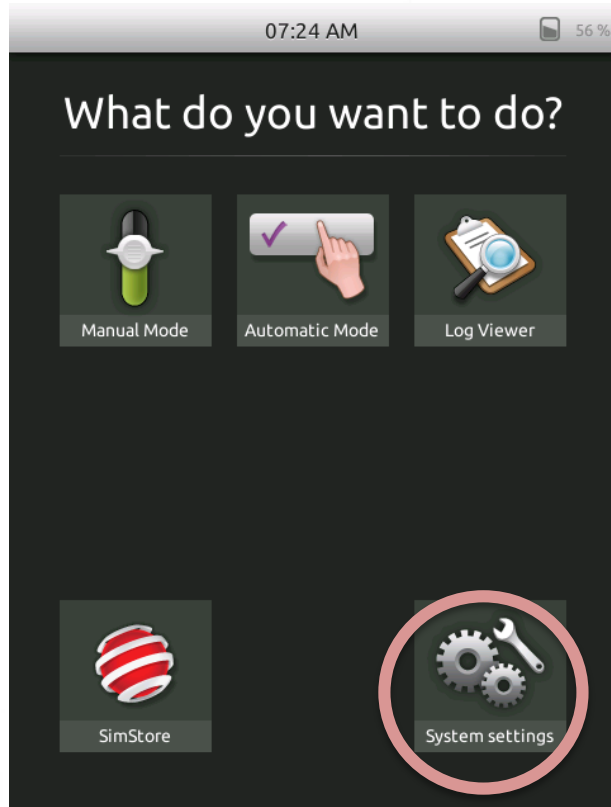 07:24 AM 56 %
What do you want to do?
Manual Mode Automatic Mode Log Viewer
SimStore System settings